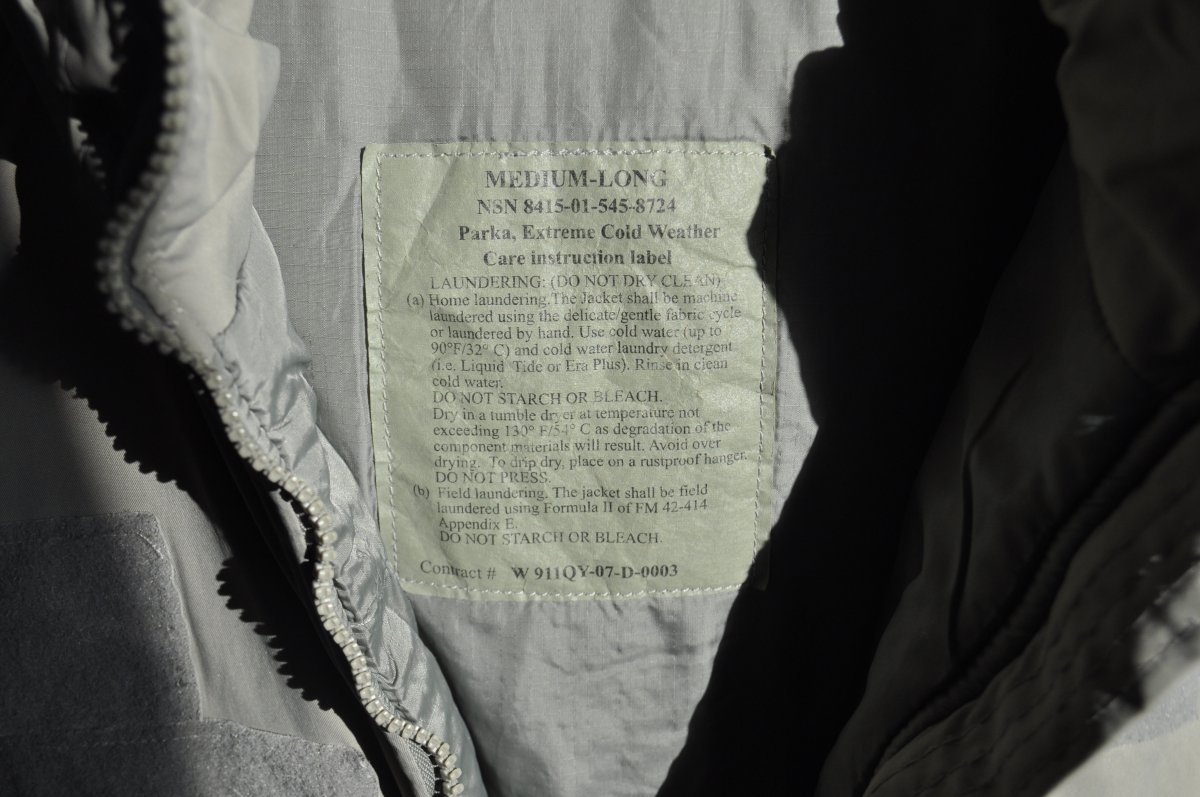 MEDIUM-LONG
NSN 8415-01-545-8724
Parka, Extreme Cold Weather
Care instruction label
LAUNDERING: (DO NOT DRY CLEAN)
(a) Home laundering. The Jacket shall be machine
laundered using the delicate/gentle fabric cycle
or laundered by hand. Use cold water (up to
90°F/32° C) and cold water laundry detergent
(i.e. Liquid Tide or Era Plus). Rinse in clean
cold water.
DO NOT STARCH OR BLEACH.
Dry in a tumble dryer at temperature not
exceeding 130° F/54° C as degradation of the
component materials will result. Avoid over
drying. To drip dry, place on a rustproof hanger.
DO NOT PRESS.
(b) Field laundering. The jacket shall be field
laundered using Formula II of FM 42-414
Appendix E.
DO NOT STARCH OR BLEACH.
Contract # W 911QY-07-D-0003